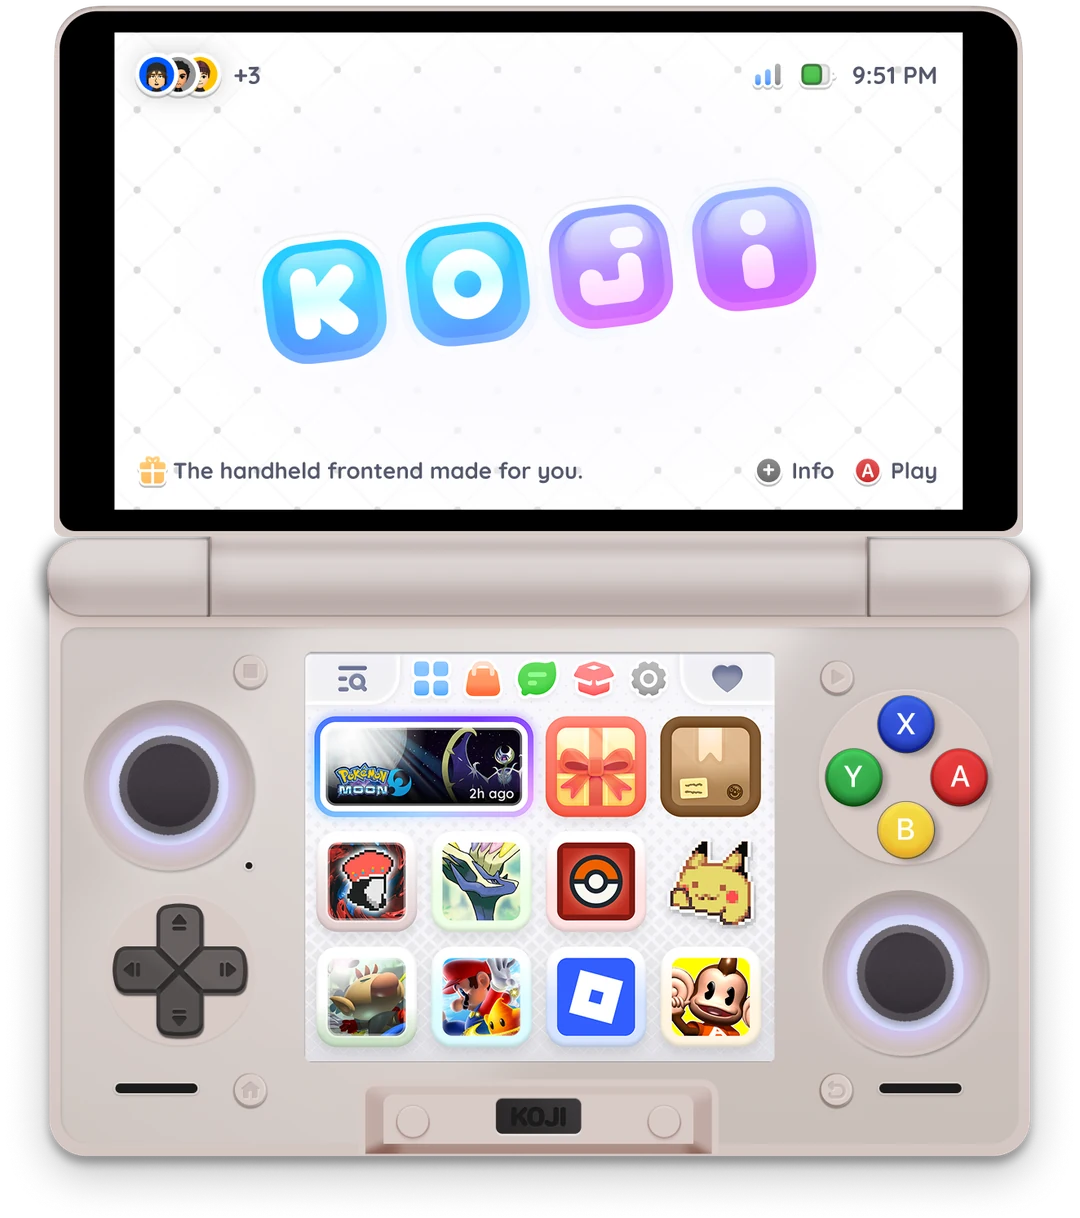 +3
9:51 PM
KOJi
The handheld frontend made for you.
+ Info A Play
POKéMON
MOON
2h ago
X
Y A
B
KOJI